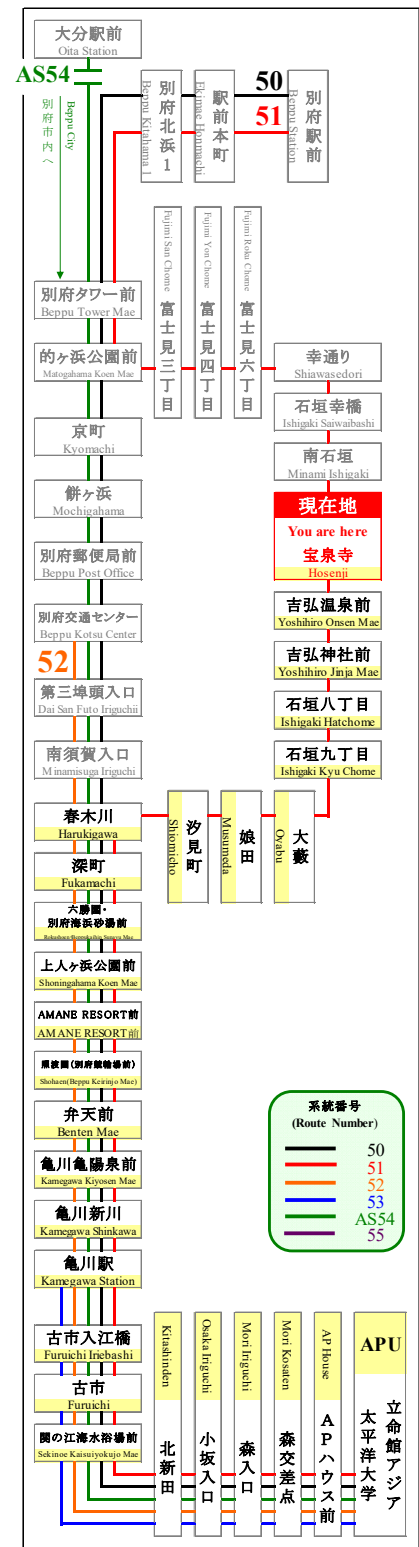 大分駅前
Oita Station
AS54
Beppu City
別府市内へ
別府北浜1
Beppu Kitahama 1
駅前本町
Ekimae Honmachi
50
51
別府駅前
Beppu Station
別府タワー前
Beppu Tower Mae
的ヶ浜公園前
Matogahama Koen Mae
富士見三丁目
Fujimi San Chome
富士見四丁目
Fujimi Yon Chome
富士見六丁目
Fujimi Roku Chome
幸通り
Shiawasedori
石垣幸橋
Ishigaki Saiwaibashi
南石垣
Minami Ishigaki
現在地
You are here
宝泉寺
Hosenji
吉弘温泉前
Yoshihiro Onsen Mae
吉弘神社前
Yoshihiro Jinja Mae
石垣八丁目
Ishigaki Hatchome
石垣九丁目
Ishigaki Kyu Chome
大藪
Oyabu
娘田
Musumeda
汐見町
Shiomicho
京町
Kyomachi
餅ヶ浜
Mochigahama
別府郵便局前
Beppu Post Office
別府交通センター
Beppu Kotsu Center
52
第三埠頭入口
Dai San Futo Iriguchii
南須賀入口
Minamisuga Iriguchi
春木川
Harukigawa
深町
Fukamachi
六勝園・
別府海浜砂湯前
上人ヶ浜公園前
Shoningahama Koen Mae
AMANE RESORT前
AMANE RESORT前
照波園(別府競輪場前)
Shohaen(Beppu Keirinjo Mae)
弁天前
Benten Mae
亀川亀陽泉前
Kamegawa Kiyosen Mae
亀川新川
Kamegawa Shinkawa
亀川駅
Kamegawa Station
古市入江橋
Furuichi Iriebashi
古市
Furuichi
関の江海水浴場前
Sekinoe Kaisuiyokujo Mae
北新田
Kitashinden
小坂入口
Osaka Iriguchi
森入口
Mori Iriguchi
森交差点
Mori Kosaten
APハウス前
AP House
APU
立命館アジア
太平洋大学
系統番号
(Route Number)
50
51
52
53
AS54
55